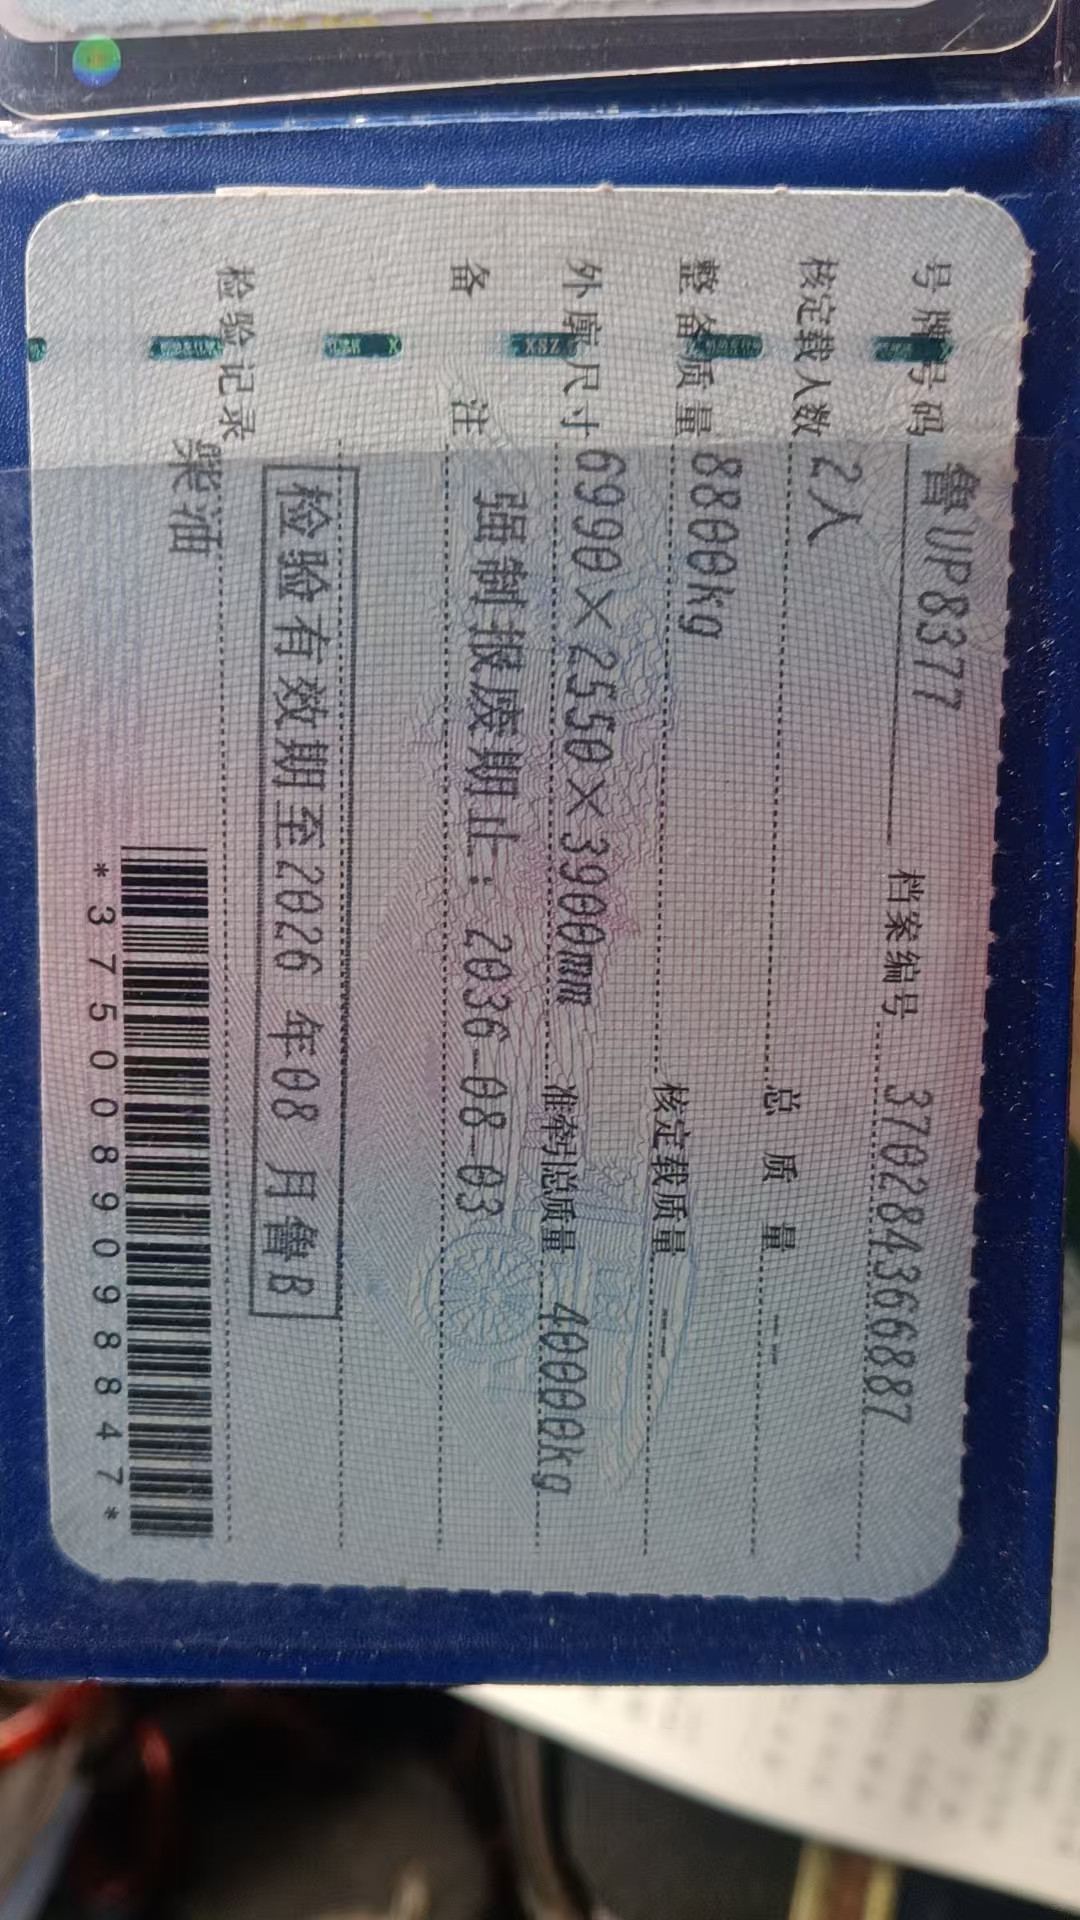 号牌号码 鲁UP8377 档案编号 370284366887
核定载人数 2人 总质量 --
整备质量 8800kg 核定载质量 --
外廓尺寸 6990×2550×3900mm 准牵总质量 40000kg
备注 强制报废期止：2036-08-03
检验有效期至2026年08月鲁B
检验记录
柴油
*3750089098847*